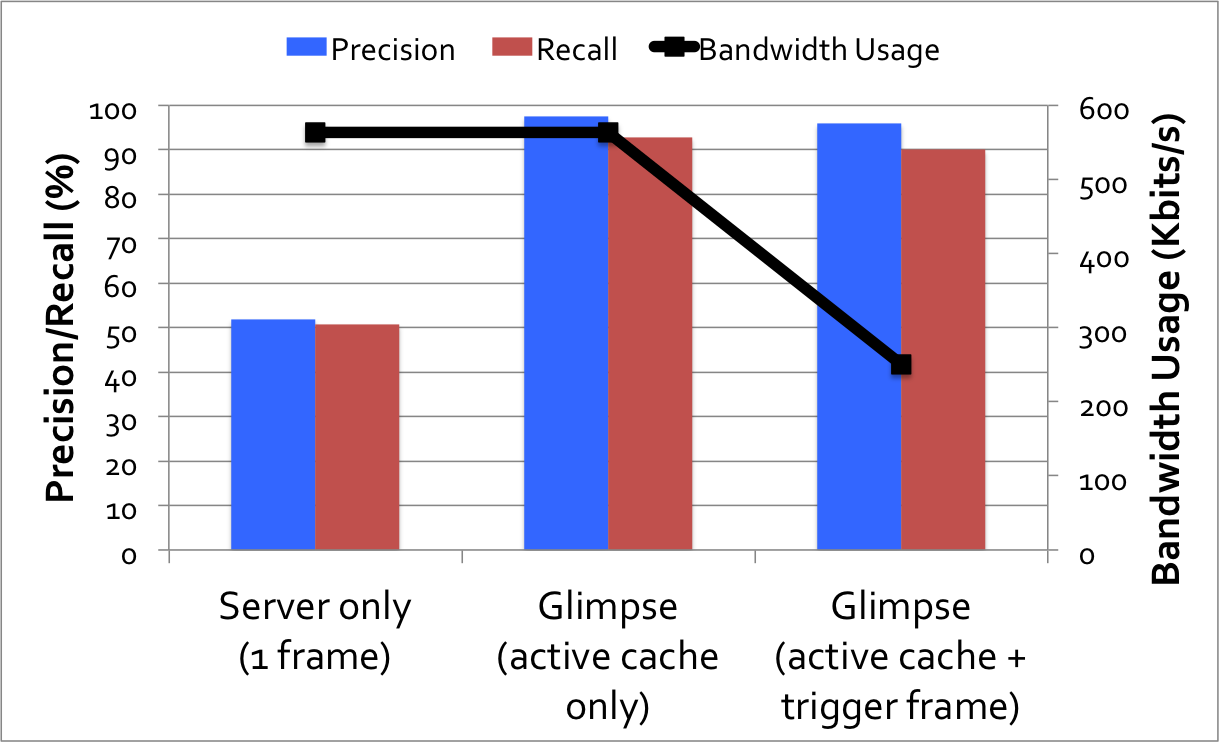 Precision Recall Bandwidth Usage
Precision/Recall (%)
100
90
80
70
60
50
40
30
20
10
0
600
500
400
300
200
100
0
Bandwidth Usage (Kbits/s)
Server only
(1 frame)
Glimpse
(active cache
only)
Glimpse
(active cache +
trigger frame)